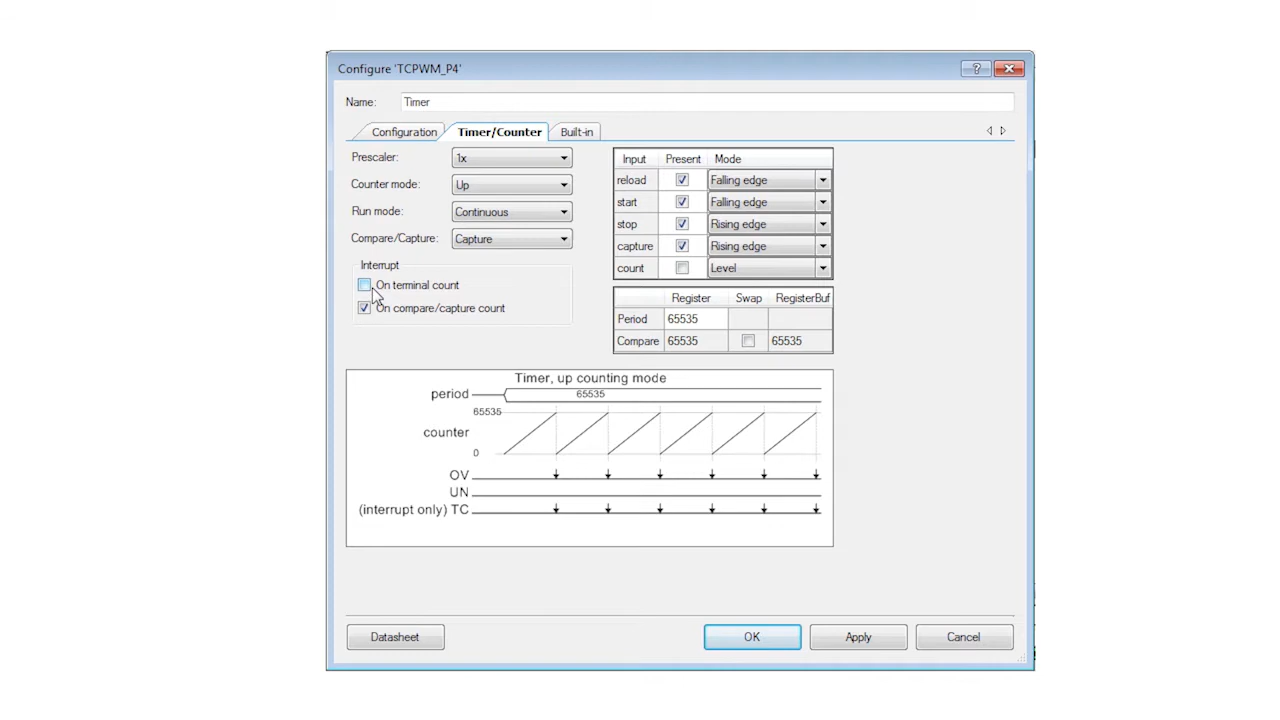 Configure 'TCPWM_P4'
?
Name: Timer
Configuration Timer/Counter Built-in
Prescaler: 1x
Counter mode: Up
Run mode: Continuous
Compare/Capture: Capture
Interrupt
On terminal count
On compare/capture count
Input Present Mode
reload Falling edge
start Falling edge
stop Rising edge
capture Rising edge
count Level
Register Swap RegisterBuf
Period 65535
Compare 65535 65535
Timer, up counting mode
period 65535
65535
counter
0
OV
UN
(interrupt only) TC
Datasheet OK Apply Cancel